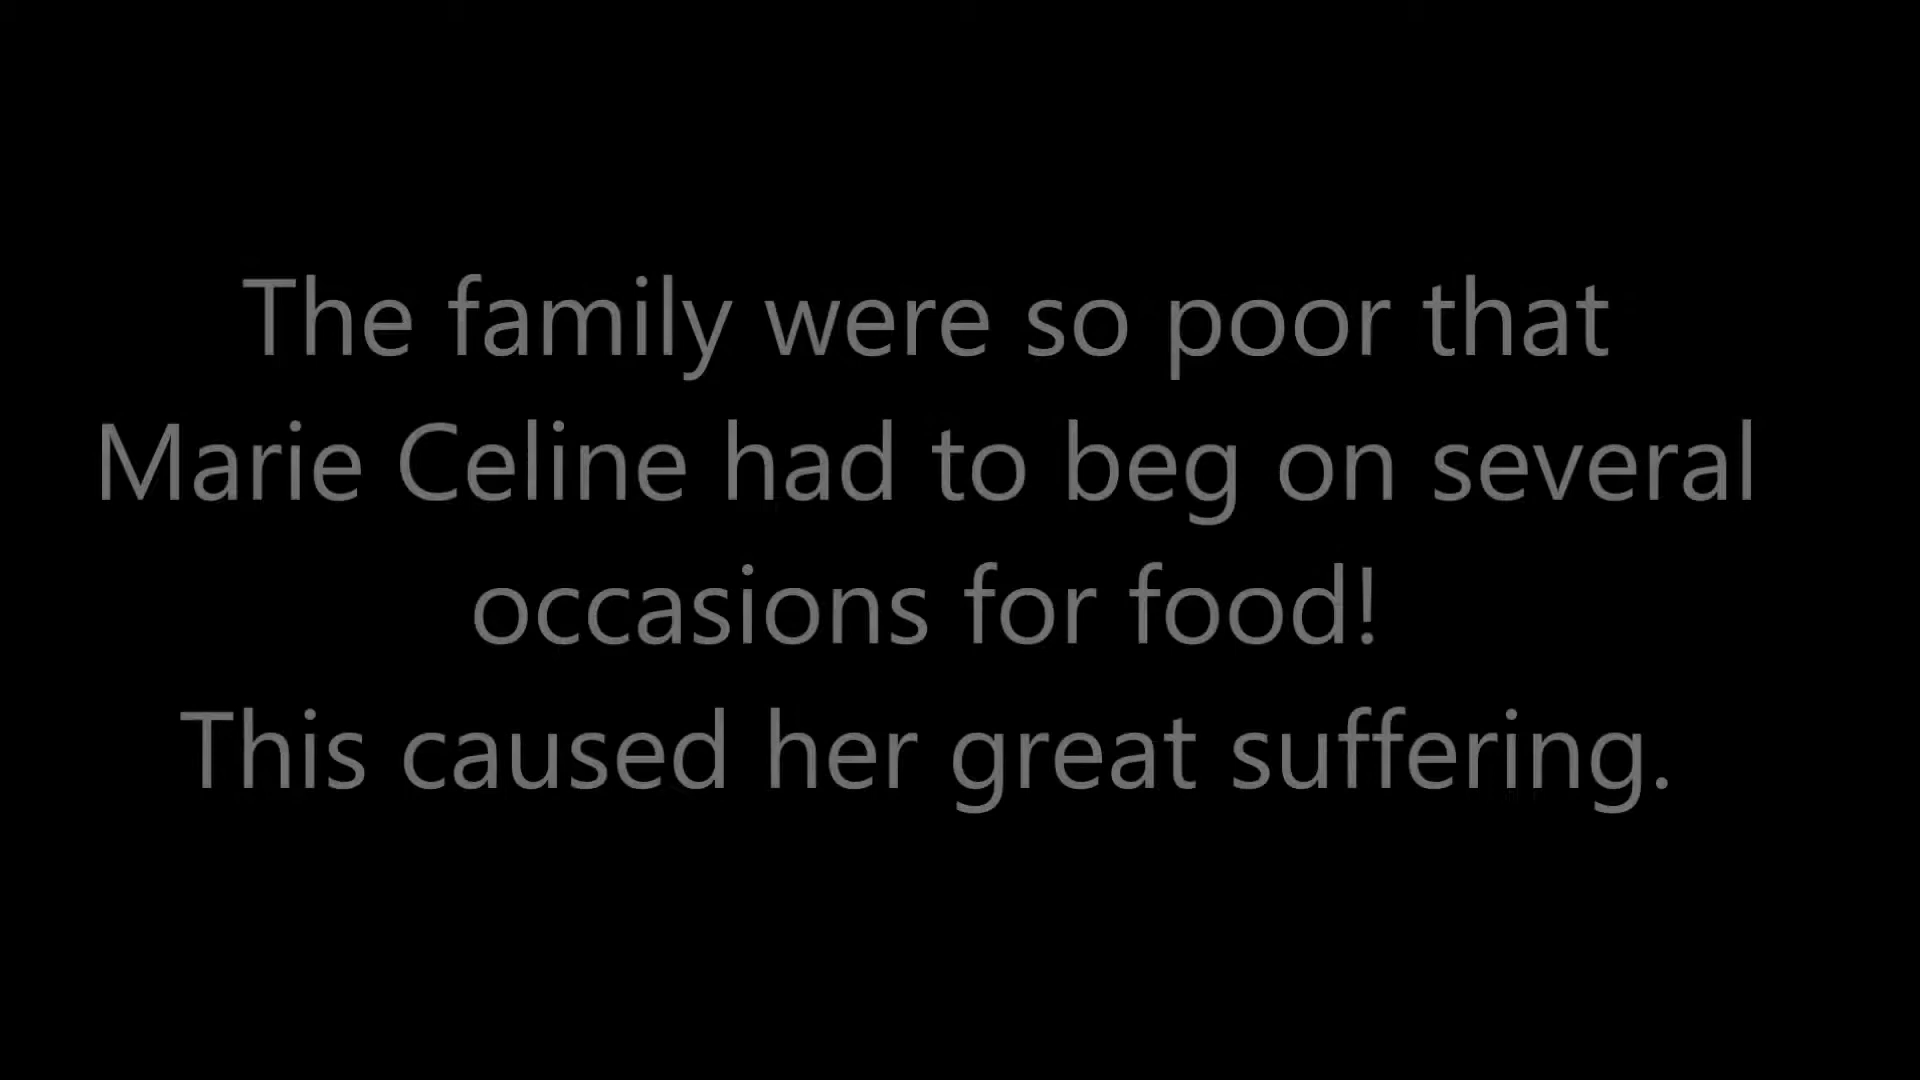 The family were so poor that
Marie Celine had to beg on several
occasions for food!
This caused her great suffering.